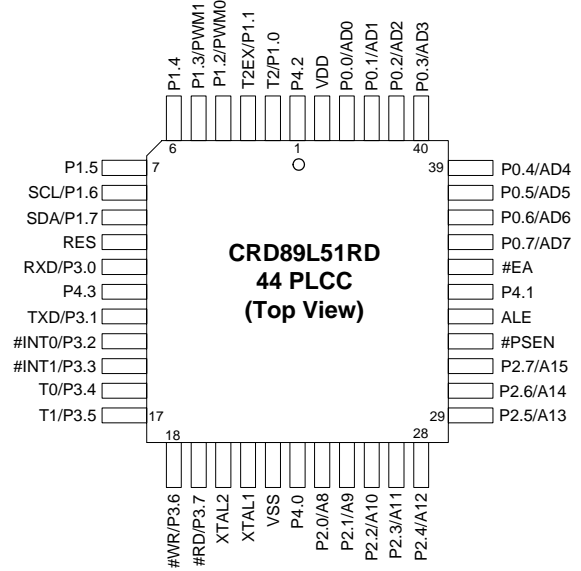 P1.4
P1.3/PWM1
P1.2/PWM0
T2EX/P1.1
T2/P1.0
P4.2
VDD
P0.0/AD0
P0.1/AD1
P0.2/AD2
P0.3/AD3
6
1
40
7
39
P1.5
SCL/P1.6
SDA/P1.7
RES
RXD/P3.0
P4.3
TXD/P3.1
#INT0/P3.2
#INT1/P3.3
T0/P3.4
T1/P3.5
CRD89L51RD
44 PLCC
(Top View)
P0.4/AD4
P0.5/AD5
P0.6/AD6
P0.7/AD7
#EA
P4.1
ALE
#PSEN
P2.7/A15
P2.6/A14
P2.5/A13
17
29
18
28
#WR/P3.6
#RD/P3.7
XTAL2
XTAL1
VSS
P4.0
P2.0/A8
P2.1/A9
P2.2/A10
P2.3/A11
P2.4/A12